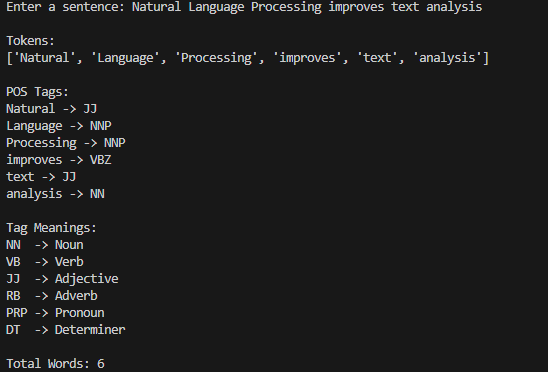 Enter a sentence: Natural Language Processing improves text analysis

Tokens:
['Natural', 'Language', 'Processing', 'improves', 'text', 'analysis']

POS Tags:
Natural -> JJ
Language -> NNP
Processing -> NNP
improves -> VBZ
text -> JJ
analysis -> NN

Tag Meanings:
NN  -> Noun
VB  -> Verb
JJ  -> Adjective
RB  -> Adverb
PRP -> Pronoun
DT  -> Determiner

Total Words: 6